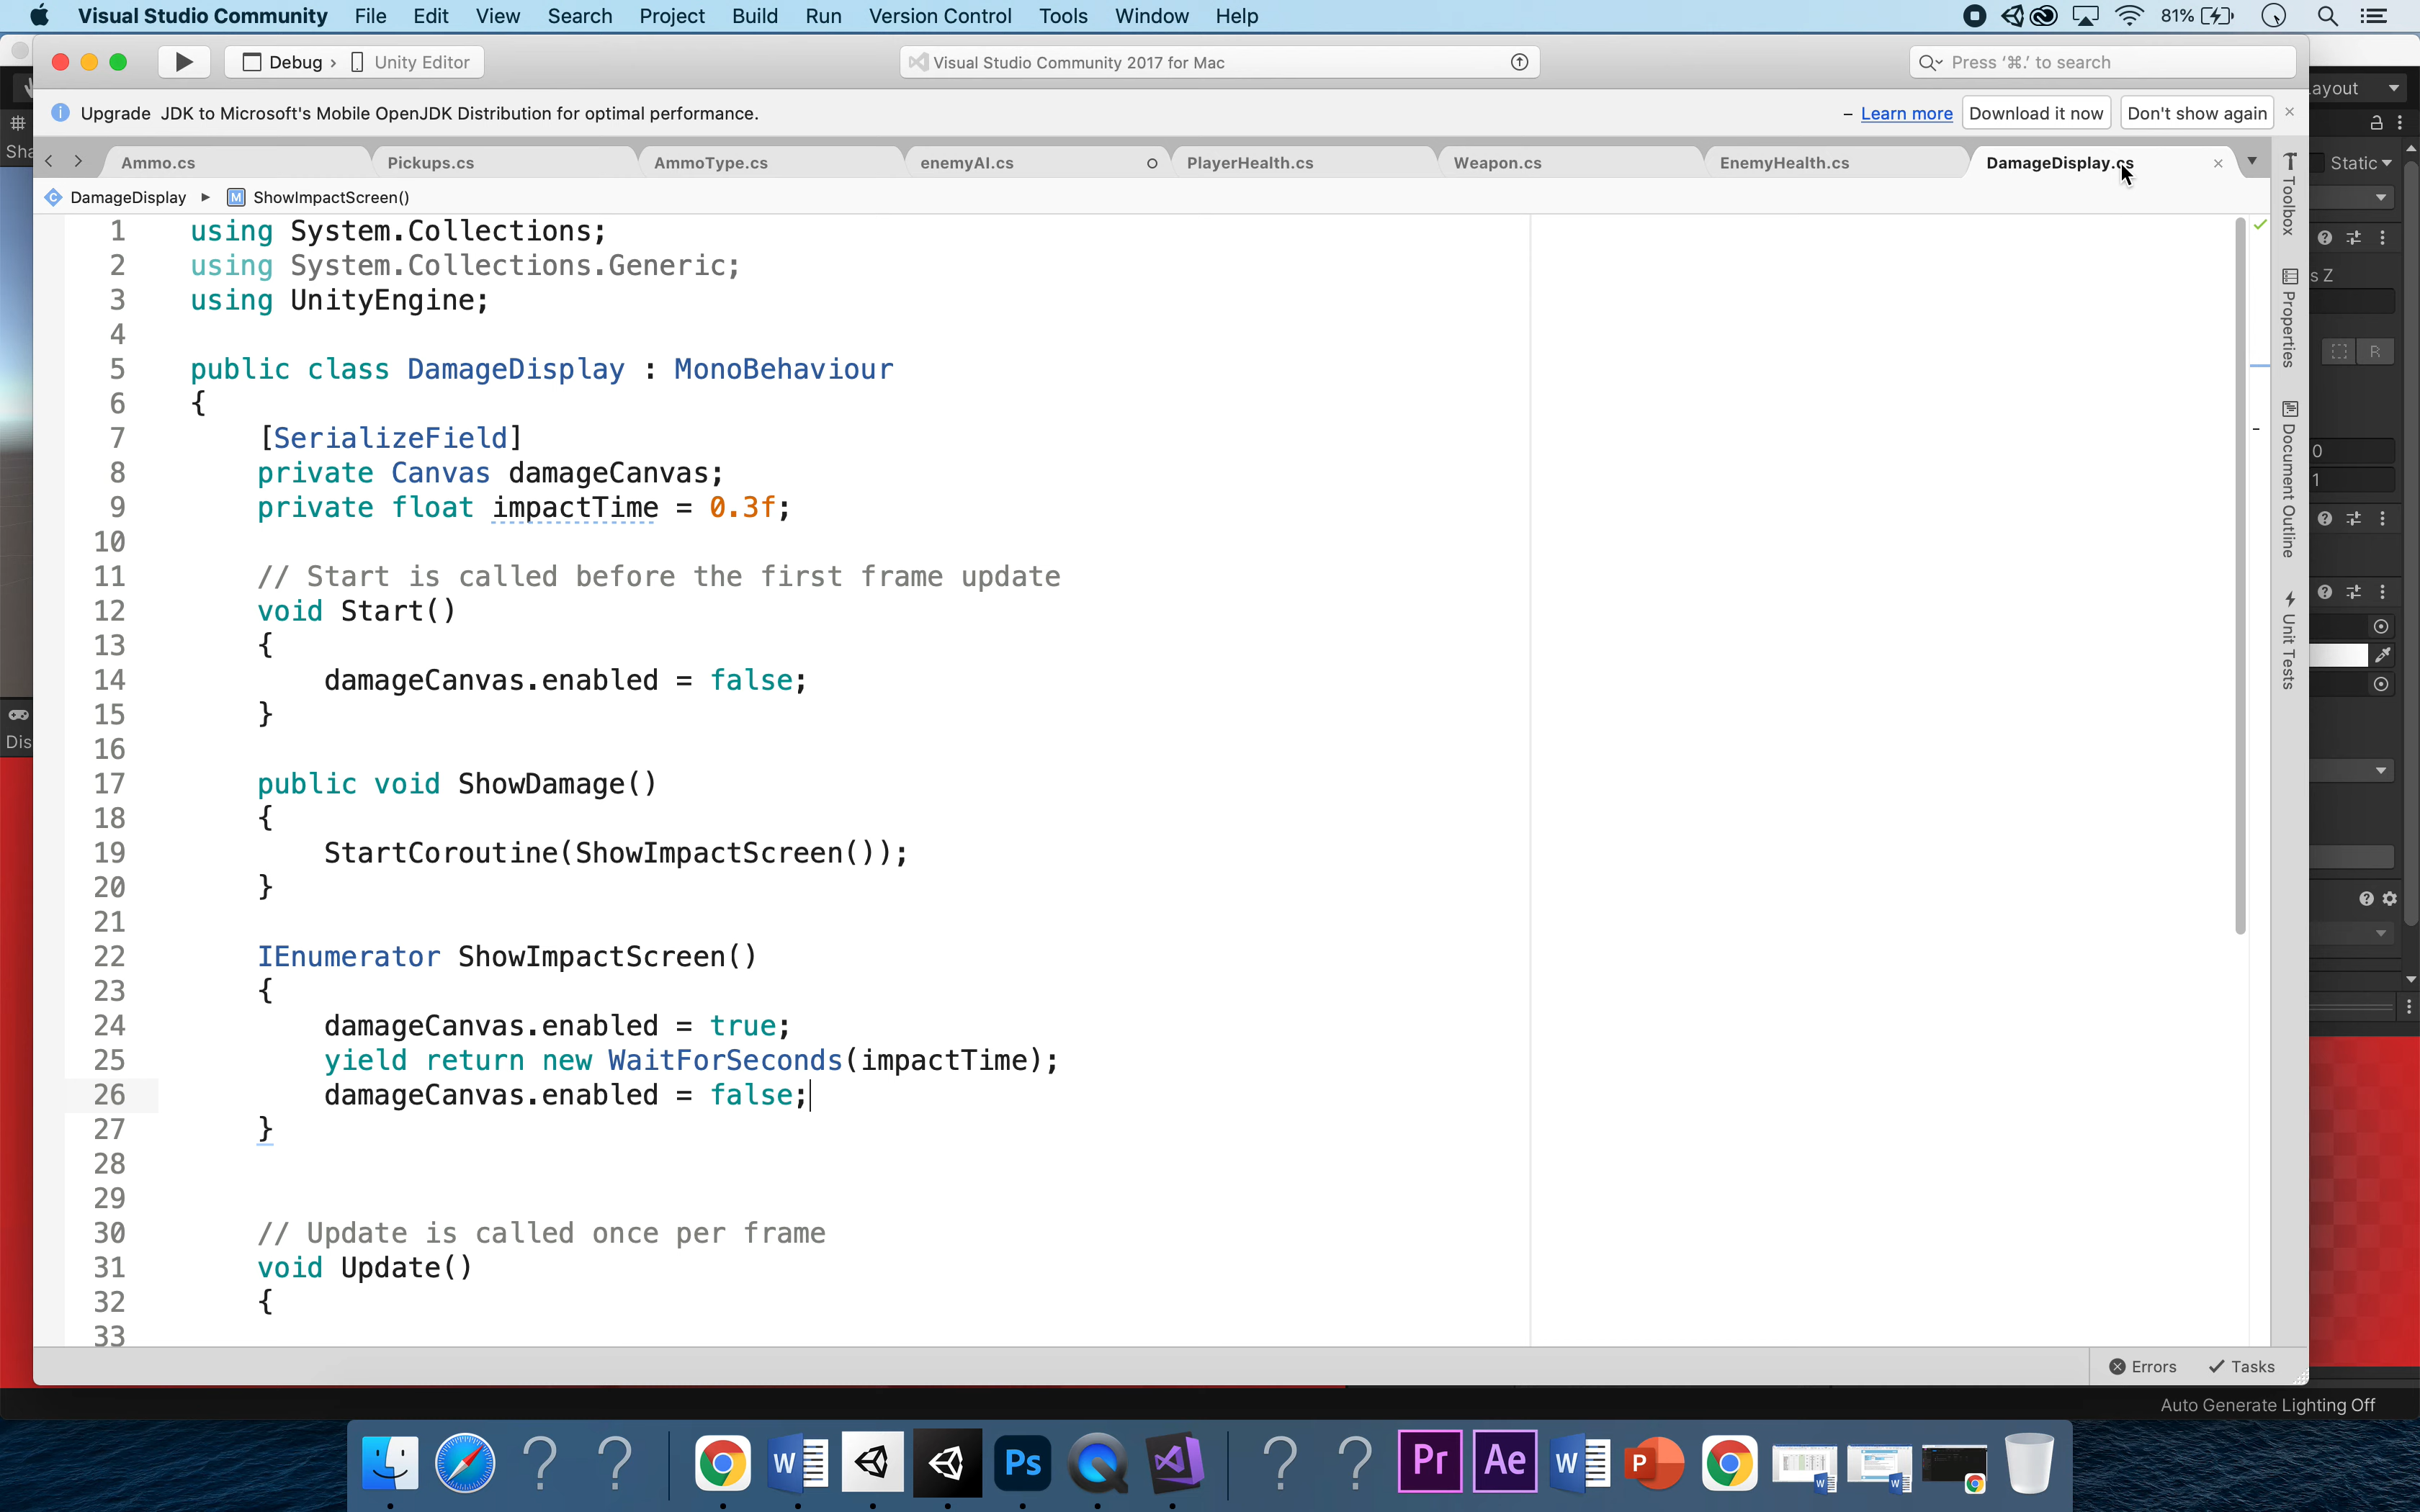 Visual Studio Community File Edit View Search Project Build Run Version Control Tools Window Help 81%
Debug › Unity Editor Visual Studio Community 2017 for Mac Press '⌘.' to search
ayout
Upgrade JDK to Microsoft's Mobile OpenJDK Distribution for optimal performance. – Learn more Download it now Don't show again
Sha
Ammo.cs Pickups.cs AmmoType.cs enemyAI.cs PlayerHealth.cs Weapon.cs EnemyHealth.cs DamageDisplay.cs
Static
DamageDisplay ▸ M ShowImpactScreen()
Toolbox
Properties
Document Outline
Unit Tests
s Z
R
0
1
Dis
1 using System.Collections;
2 using System.Collections.Generic;
3 using UnityEngine;
4
5 public class DamageDisplay : MonoBehaviour
6 {
7 [SerializeField]
8 private Canvas damageCanvas;
9 private float impactTime = 0.3f;
10
11 // Start is called before the first frame update
12 void Start()
13 {
14 damageCanvas.enabled = false;
15 }
16
17 public void ShowDamage()
18 {
19 StartCoroutine(ShowImpactScreen());
20 }
21
22 IEnumerator ShowImpactScreen()
23 {
24 damageCanvas.enabled = true;
25 yield return new WaitForSeconds(impactTime);
26 damageCanvas.enabled = false;
27 }
28
29
30 // Update is called once per frame
31 void Update()
32 {
33
Errors Tasks
Auto Generate Lighting Off
? ? W Ps ? ? Pr Ae W P W W